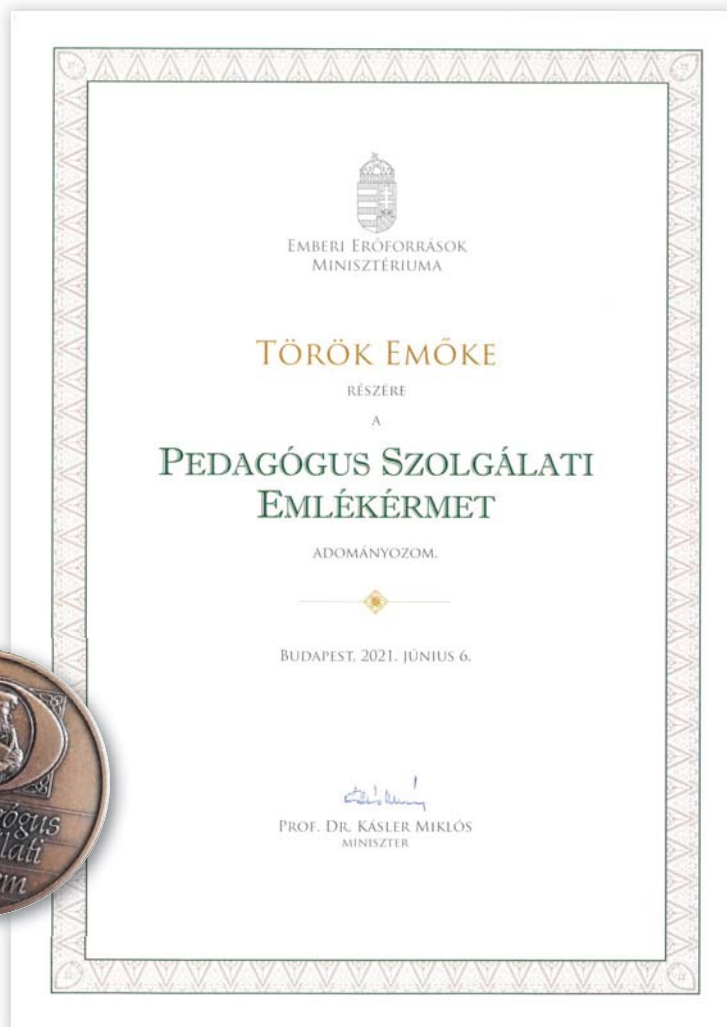 EMBERI ERŐFORRÁSOK
MINISZTÉRIUMA
TÖRÖK EMŐKE
RÉSZÉRE
A
PEDAGÓGUS SZOLGÁLATI
EMLÉKÉRMET
ADOMÁNYOZOM.
BUDAPEST, 2021. JÚNIUS 6.
PROF. DR. KÁSLER MIKLÓS
MINISZTER